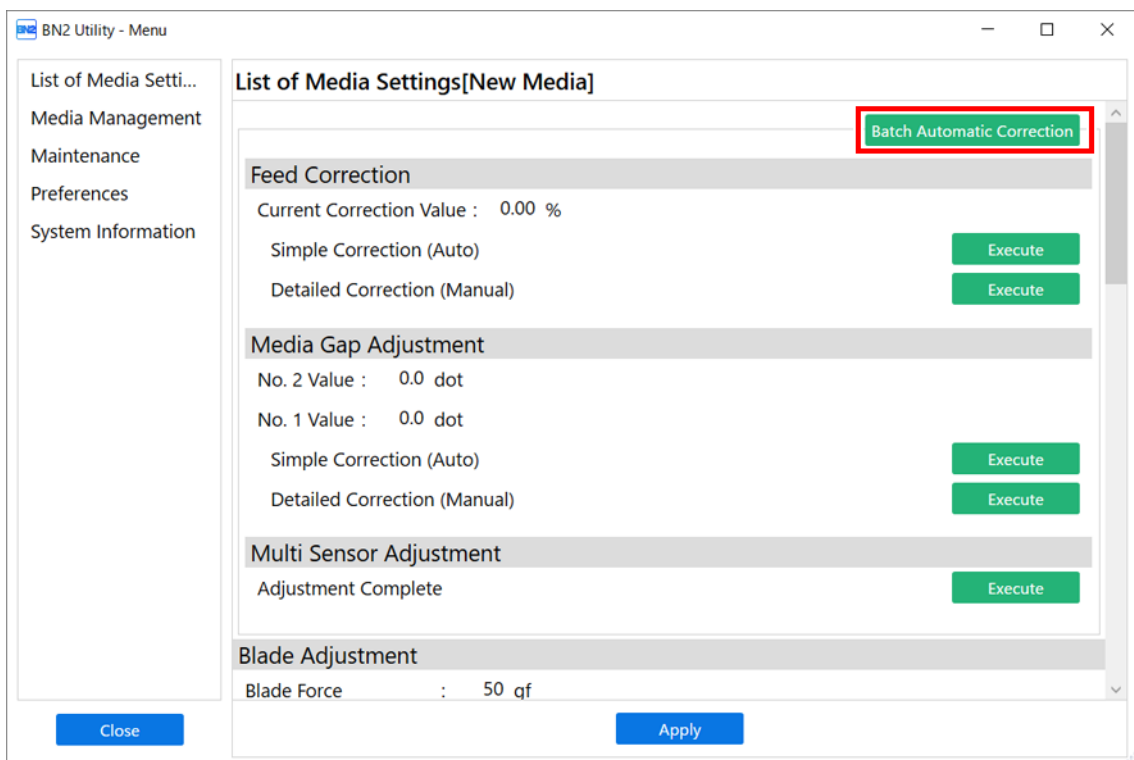 BN2 BN2 Utility - Menu
List of Media Setti...
Media Management
Maintenance
Preferences
System Information
Close
List of Media Settings[New Media]
Batch Automatic Correction
Feed Correction
Current Correction Value : 0.00 %
Simple Correction (Auto) Execute
Detailed Correction (Manual) Execute
Media Gap Adjustment
No. 2 Value : 0.0 dot
No. 1 Value : 0.0 dot
Simple Correction (Auto) Execute
Detailed Correction (Manual) Execute
Multi Sensor Adjustment
Adjustment Complete Execute
Blade Adjustment
Blade Force : 50 gf
Apply